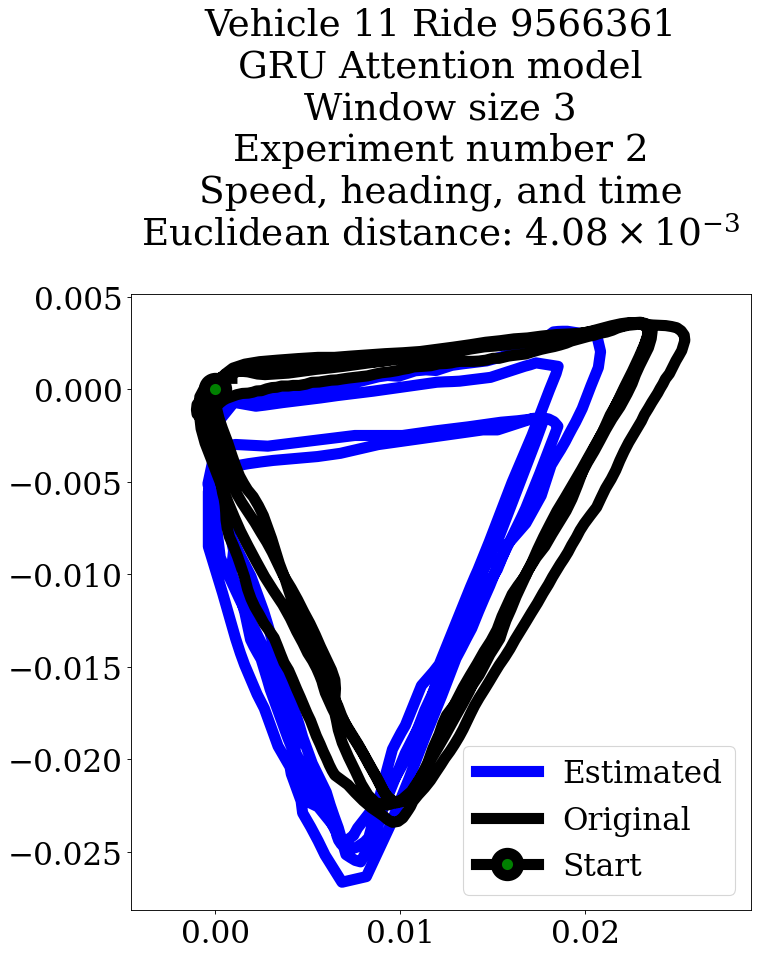 Vehicle 11 Ride 9566361
GRU Attention model
Window size 3
Experiment number 2
Speed, heading, and time
Euclidean distance: 4.08 × 10⁻³
0.005
0.000
−0.005
−0.010
−0.015
−0.020
−0.025
Estimated
Original
Start
0.00 0.01 0.02